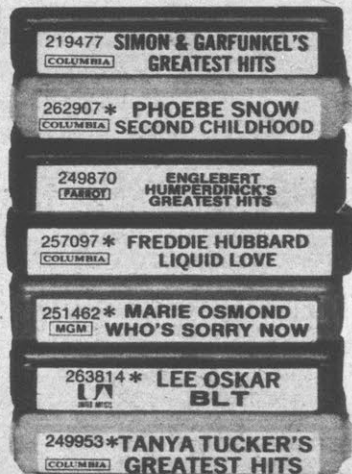 219477 SIMON & GARFUNKEL'S
COLUMBIA GREATEST HITS
262907* PHOEBE SNOW
COLUMBIA SECOND CHILDHOOD
249870 ENGLEBERT
PARROT HUMPERDINCK'S
GREATEST HITS
257097* FREDDIE HUBBARD
COLUMBIA LIQUID LOVE
251462* MARIE OSMOND
MGM WHO'S SORRY NOW
263814* LEE OSKAR
UA BLT
249953* TANYA TUCKER'S
COLUMBIA GREATEST HITS